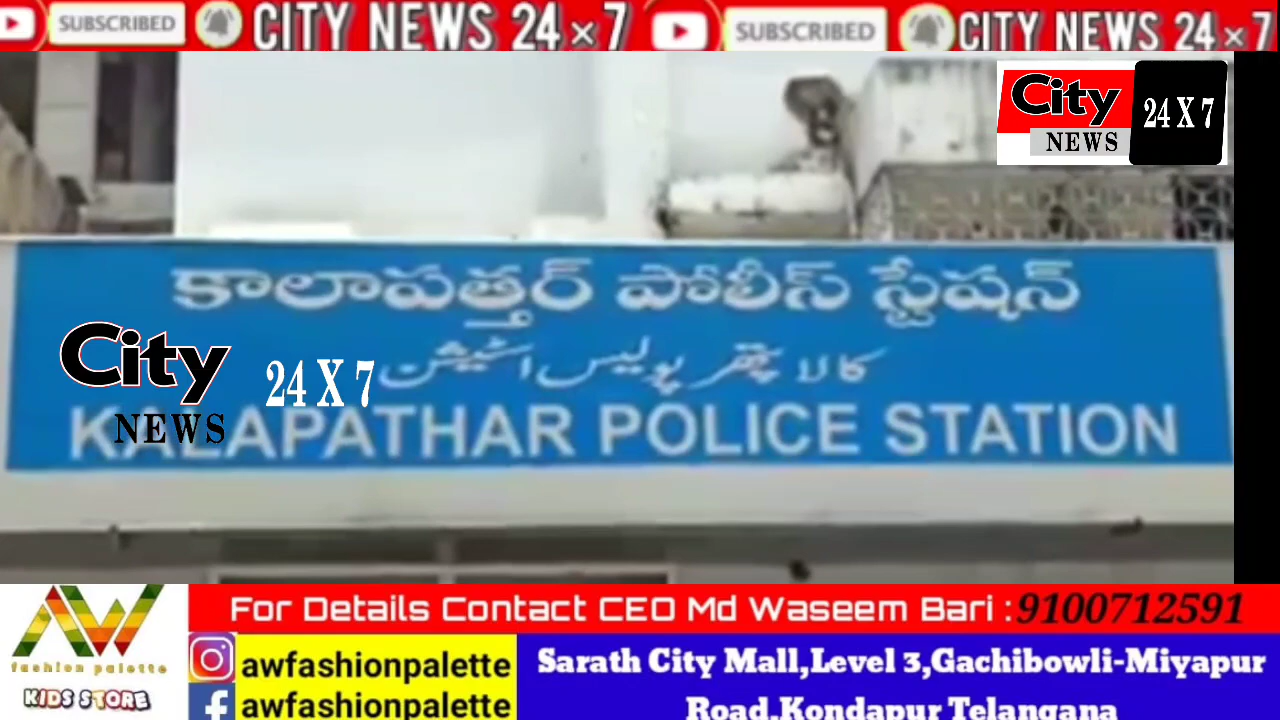 SUBSCRIBED CITY NEWS 24×7 SUBSCRIBED CITY NEWS 24×7
City
NEWS
24 X 7
కాలాపత్తర్ పోలీస్ స్టేషన్
کالا پتھر پولیس اسٹیشن
City
NEWS
24 X 7
KALAPATHAR POLICE STATION
AW
fashion palette
KIDS STORE
For Details Contact CEO Md Waseem Bari :9100712591
awfashionpalette
awfashionpalette
Sarath City Mall,Level 3,Gachibowli-Miyapur
Road,Kondapur Telangana